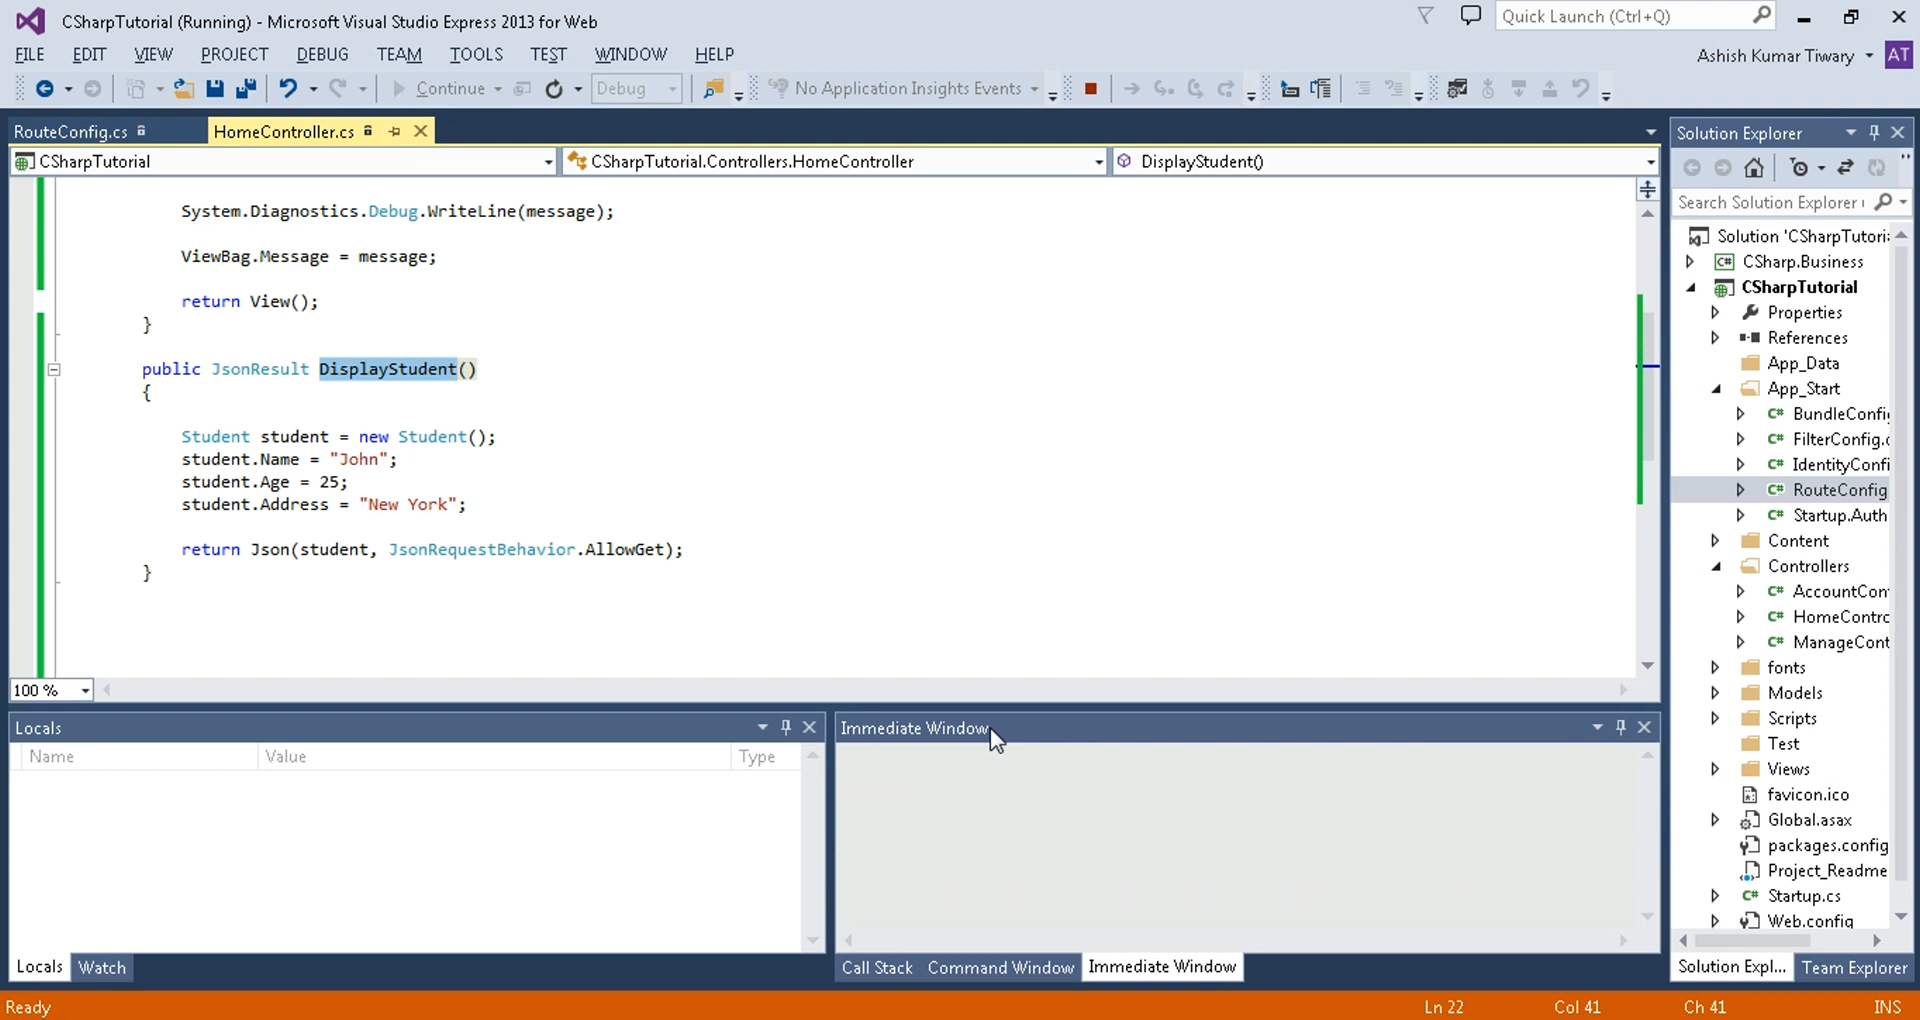 CSharpTutorial (Running) - Microsoft Visual Studio Express 2013 for Web
Quick Launch (Ctrl+Q)
FILE EDIT VIEW PROJECT DEBUG TEAM TOOLS TEST WINDOW HELP
Ashish Kumar Tiwary AT
Continue Debug No Application Insights Events
RouteConfig.cs HomeController.cs
CSharpTutorial CSharpTutorial.Controllers.HomeController DisplayStudent()
System.Diagnostics.Debug.WriteLine(message);
ViewBag.Message = message;
return View();
}
public JsonResult DisplayStudent()
{
Student student = new Student();
student.Name = "John";
student.Age = 25;
student.Address = "New York";
return Json(student, JsonRequestBehavior.AllowGet);
}
100 %
Locals
Name Value Type
Locals Watch
Immediate Window
Call Stack Command Window Immediate Window
Solution Explorer
Search Solution Explorer (
Solution 'CSharpTutori
C# CSharp.Business
CSharpTutorial
Properties
References
App_Data
App_Start
C# BundleConfi
C# FilterConfig.c
C# IdentityConfi
C# RouteConfig
C# Startup.Auth
Content
Controllers
C# AccountCon
C# HomeContro
C# ManageCont
fonts
Models
Scripts
Test
Views
favicon.ico
Global.asax
packages.config
Project_Readme
C# Startup.cs
Web.config
Solution Expl... Team Explorer
Ready Ln 22 Col 41 Ch 41 INS